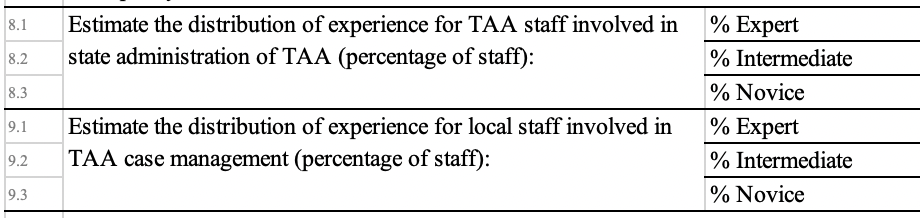 8.1 Estimate the distribution of experience for TAA staff involved in % Expert
8.2 state administration of TAA (percentage of staff): % Intermediate
8.3 % Novice
9.1 Estimate the distribution of experience for local staff involved in % Expert
9.2 TAA case management (percentage of staff): % Intermediate
9.3 % Novice